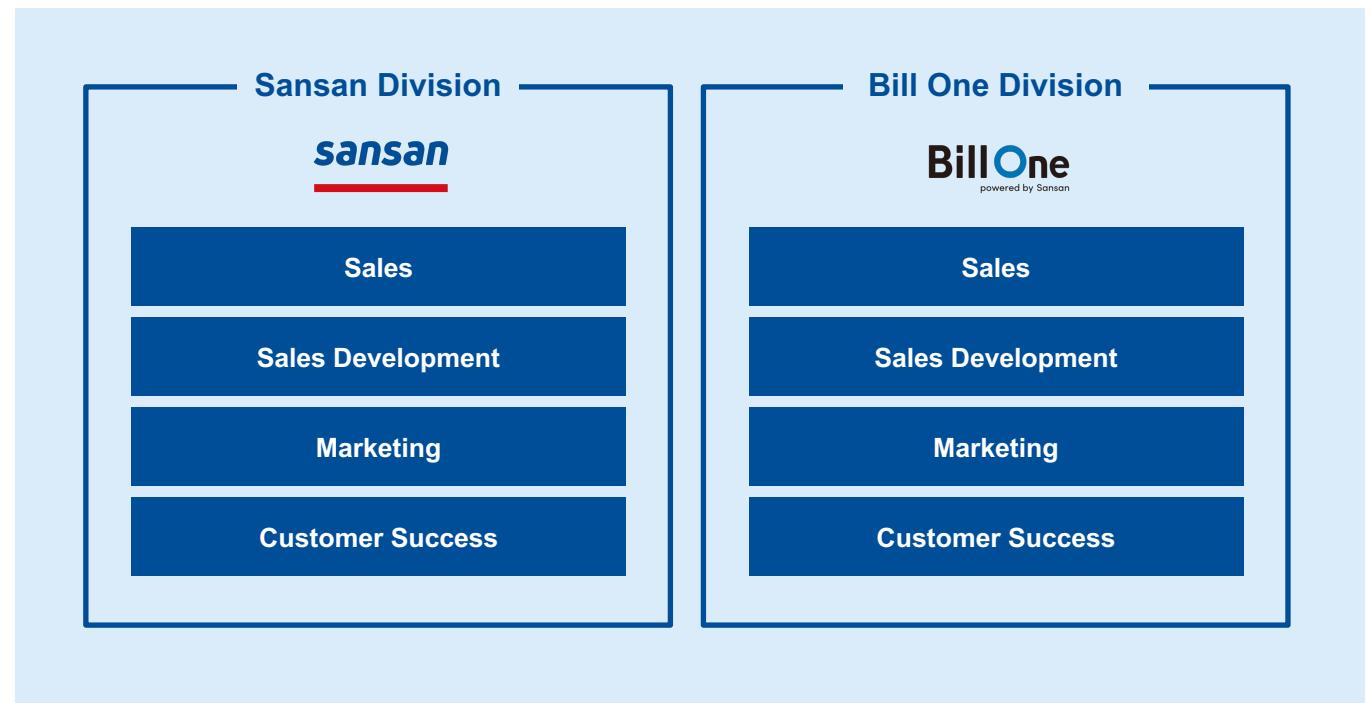 Sansan Division
sansan
Sales
Sales Development
Marketing
Customer Success
Bill One Division
Bill One
powered by Sansan
Sales
Sales Development
Marketing
Customer Success